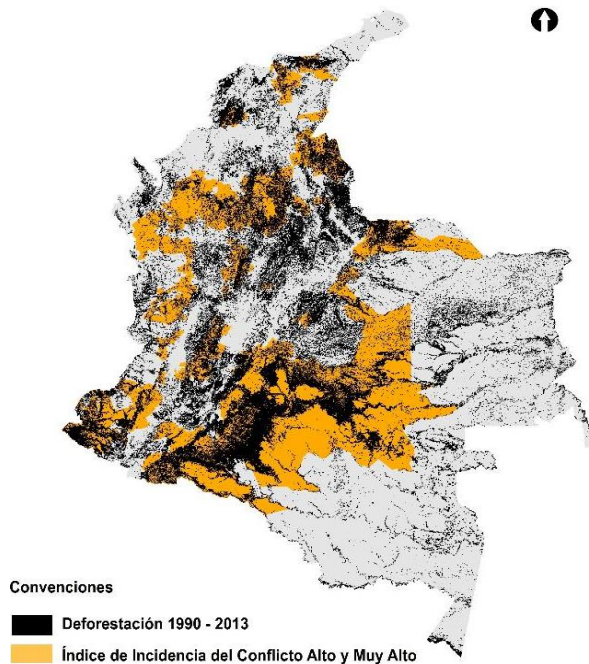 Convenciones
Deforestación 1990 - 2013
Índice de Incidencia del Conflicto Alto y Muy Alto